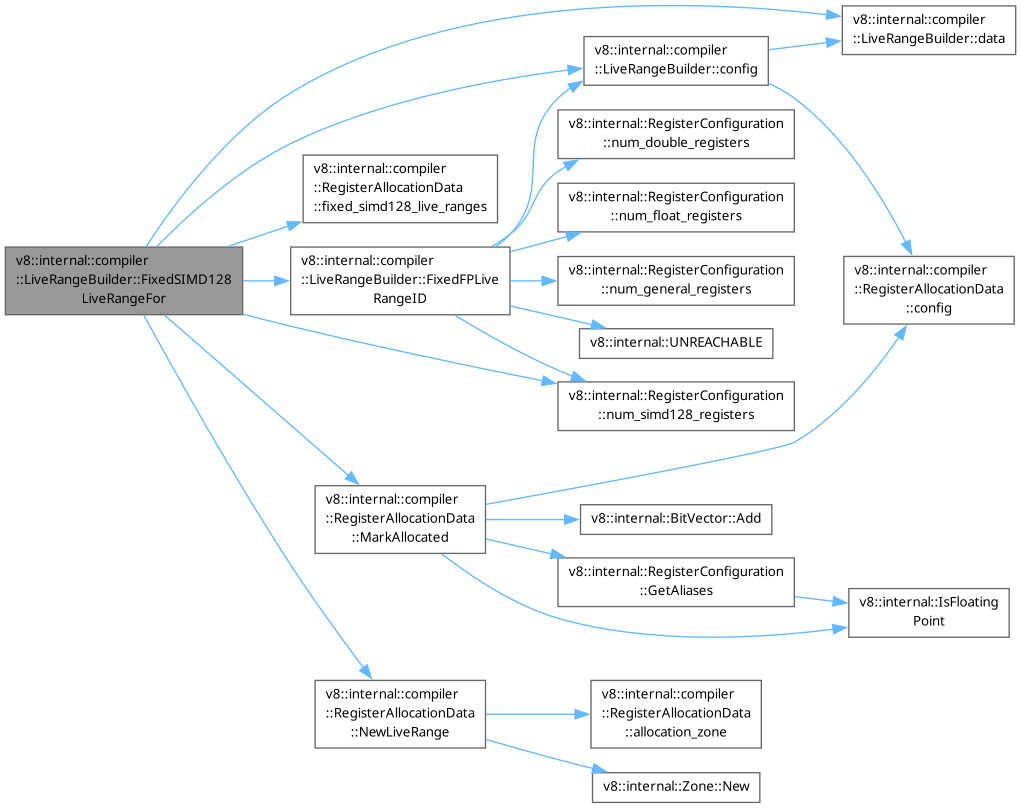 v8::internal::compiler
::LiveRangeBuilder::FixedSIMD128
LiveRangeFor
v8::internal::compiler
::LiveRangeBuilder::data
v8::internal::compiler
::LiveRangeBuilder::config
v8::internal::compiler
::RegisterAllocationData
::config
v8::internal::compiler
::RegisterAllocationData
::fixed_simd128_live_ranges
v8::internal::compiler
::LiveRangeBuilder::FixedFPLive
RangeID
v8::internal::RegisterConfiguration
::num_double_registers
v8::internal::RegisterConfiguration
::num_float_registers
v8::internal::RegisterConfiguration
::num_general_registers
v8::internal::UNREACHABLE
v8::internal::RegisterConfiguration
::num_simd128_registers
v8::internal::compiler
::RegisterAllocationData
::MarkAllocated
v8::internal::BitVector::Add
v8::internal::RegisterConfiguration
::GetAliases
v8::internal::IsFloating
Point
v8::internal::compiler
::RegisterAllocationData
::NewLiveRange
v8::internal::compiler
::RegisterAllocationData
::allocation_zone
v8::internal::Zone::New